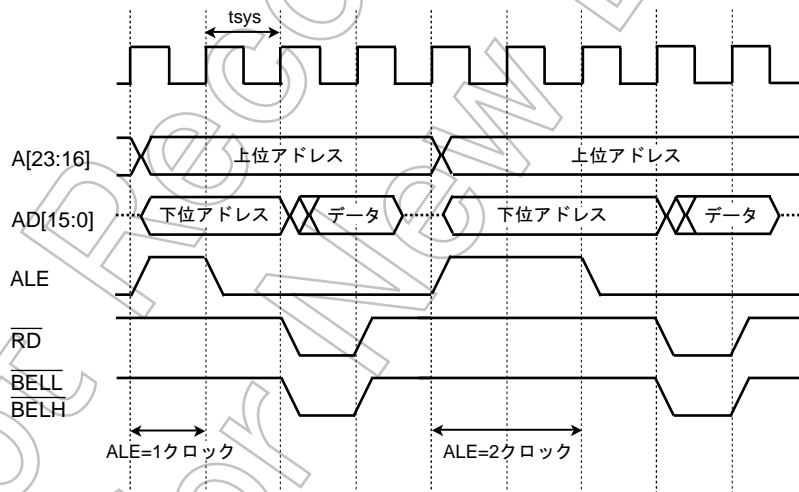 tsys
A[23:16]
上位アドレス
上位アドレス
AD[15:0]
下位アドレス
データ
下位アドレス
データ
ALE
RD
BELL
BELH
ALE=1クロック
ALE=2クロック